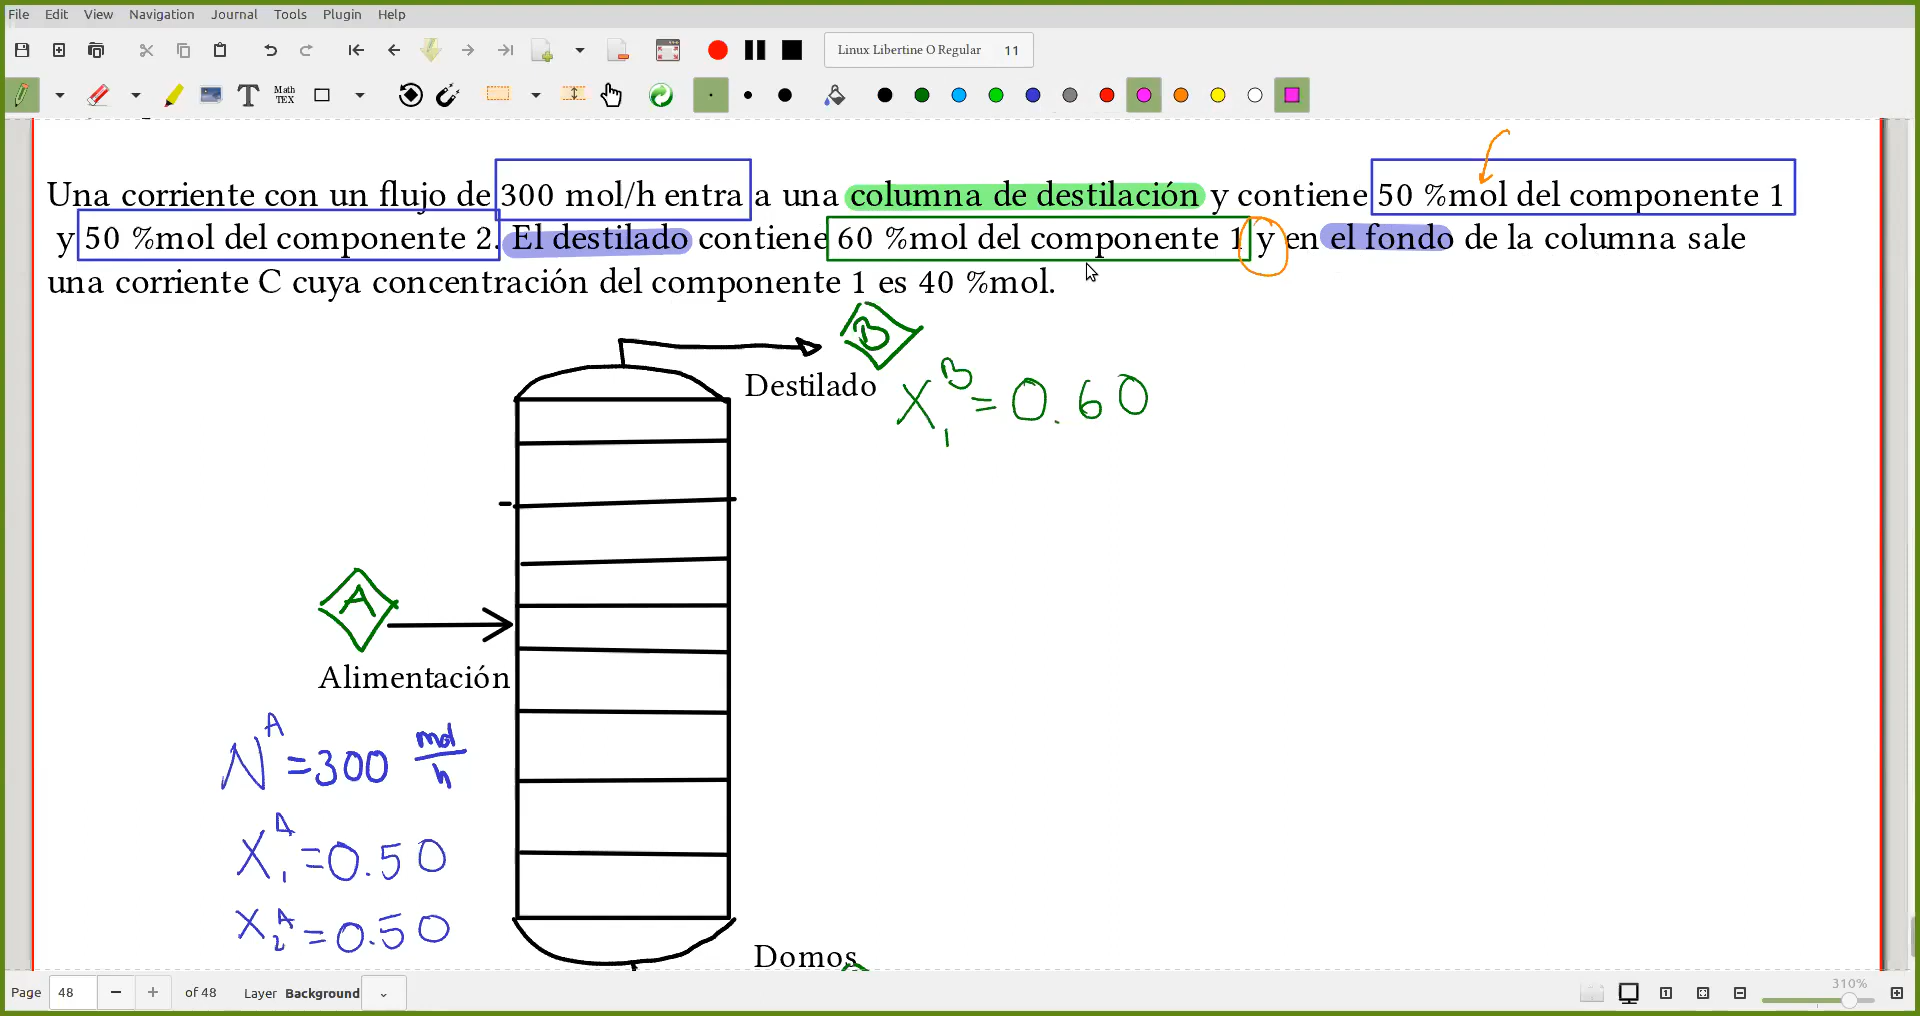 File Edit View Navigation Journal Tools Plugin Help
Linux Libertine O Regular 11
T Math TEX
Una corriente con un flujo de 300 mol/h entra a una columna de destilación y contiene 50 %mol del componente 1
y 50 %mol del componente 2. El destilado contiene 60 %mol del componente 1 y en el fondo de la columna sale
una corriente C cuya concentración del componente 1 es 40 %mol.
B
Destilado
X₁ᴮ = 0.60
A
Alimentación
Nᴬ = 300 mol/h
X₁ᴬ = 0.50
X₂ᴬ = 0.50
Domos
Page 48 of 48 Layer Background 310%